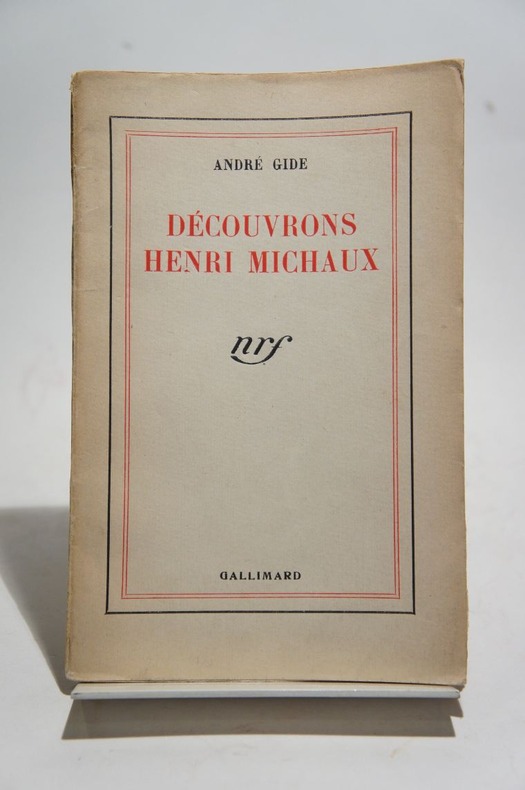 ANDRÉ GIDE
DÉCOUVRONS
HENRI MICHAUX
nrf
GALLIMARD